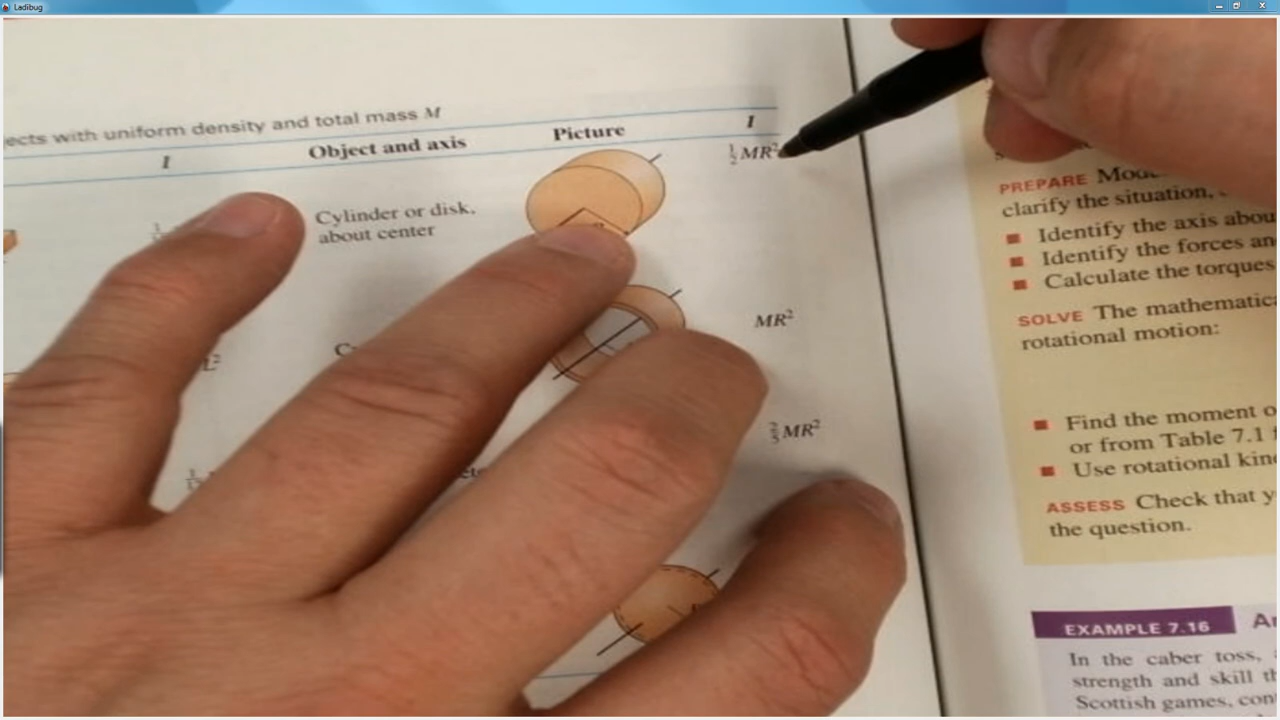 Ladibug
ects with uniform density and total mass M
I
Object and axis
Picture
I
Cylinder or disk,
about center
½MR²
MR²
⅖MR²
L²
PREPARE
clarify the situation,
■ Identify the axis abou
■ Identify the forces an
■ Calculate the torques
SOLVE The mathematica
rotational motion:
■ Find the moment o
or from Table 7.1 f
■ Use rotational kine
ASSESS Check that y
the question.
EXAMPLE 7.16 Ar
In the caber toss, a
strength and skill th
Scottish games, con